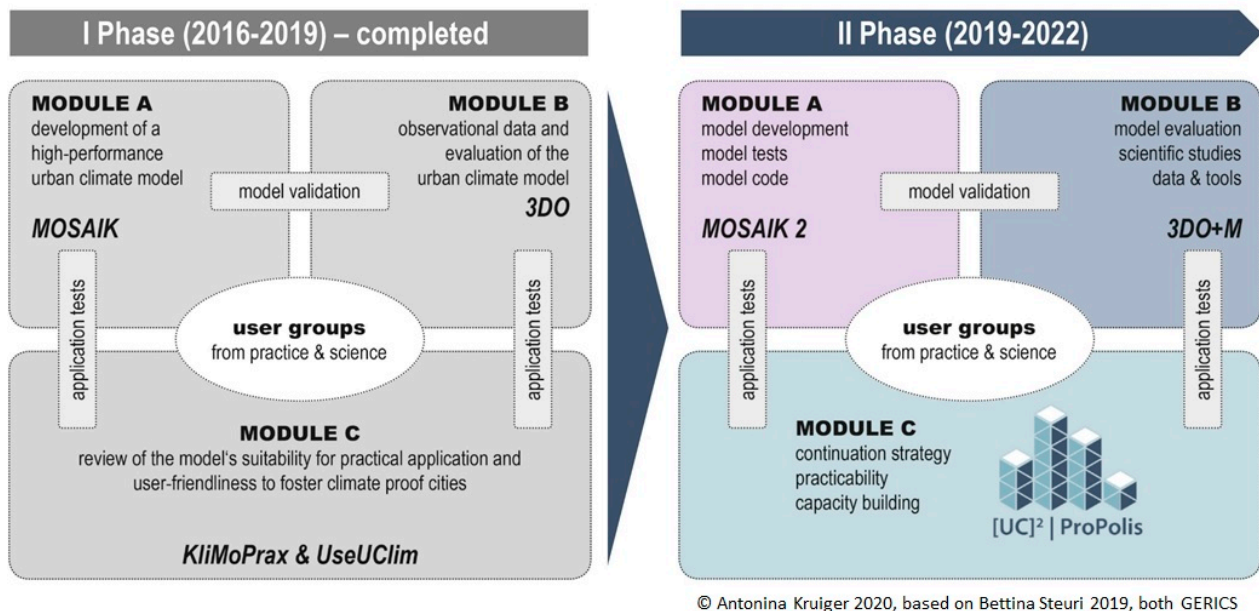 I Phase (2016-2019) – completed
MODULE A
development of a
high-performance
urban climate model
MOSAIK
MODULE B
observational data and
evaluation of the
urban climate model
3DO
model validation
application tests
user groups
from practice & science
application tests
MODULE C
review of the model‘s suitability for practical application and
user-friendliness to foster climate proof cities
KliMoPrax & UseUClim
II Phase (2019-2022)
MODULE A
model development
model tests
model code
MOSAIK 2
MODULE B
model evaluation
scientific studies
data & tools
3DO+M
model validation
application tests
user groups
from practice & science
application tests
MODULE C
continuation strategy
practicability
capacity building
[UC]² | ProPolis
© Antonina Kruiger 2020, based on Bettina Steuri 2019, both GERICS